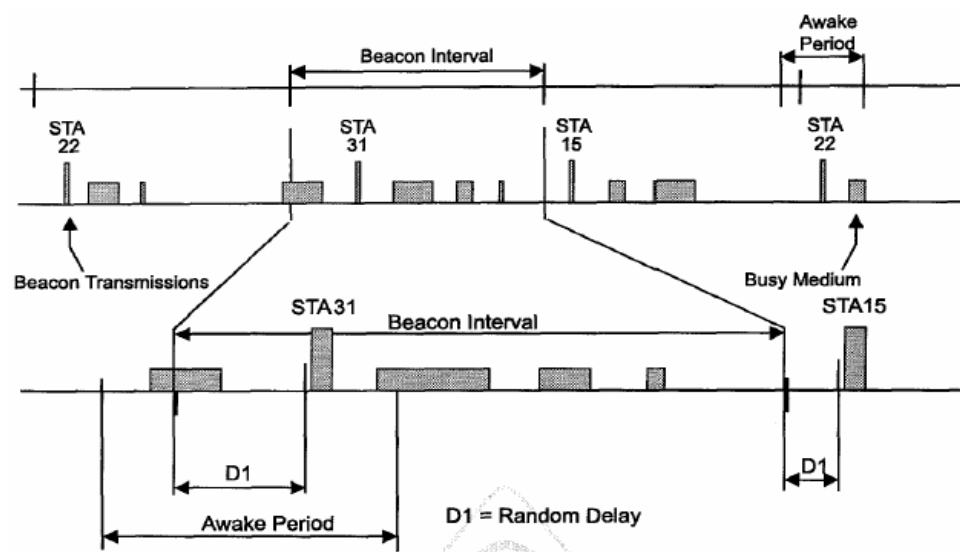 Awake
Period
Beacon Interval
STA
22
STA
31
STA
15
STA
22
Beacon Transmissions
Busy Medium
STA31
STA15
Beacon Interval
D1
D1
Awake Period
D1 = Random Delay